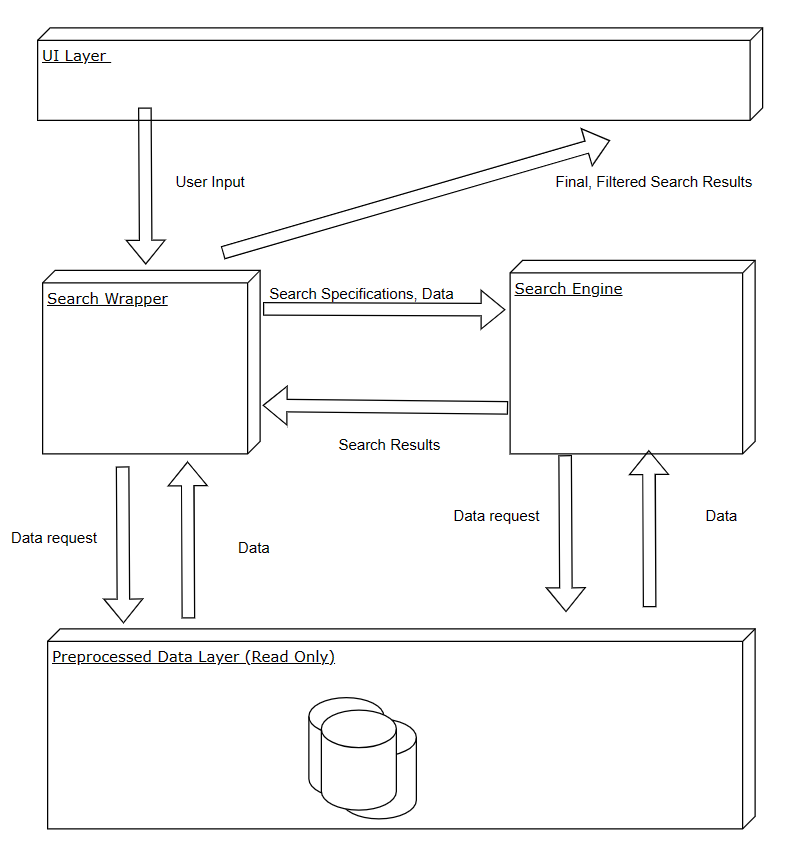 UI Layer
User Input
Final, Filtered Search Results
Search Wrapper
Search Specifications, Data
Search Engine
Search Results
Data request
Data
Data request
Data
Preprocessed Data Layer (Read Only)